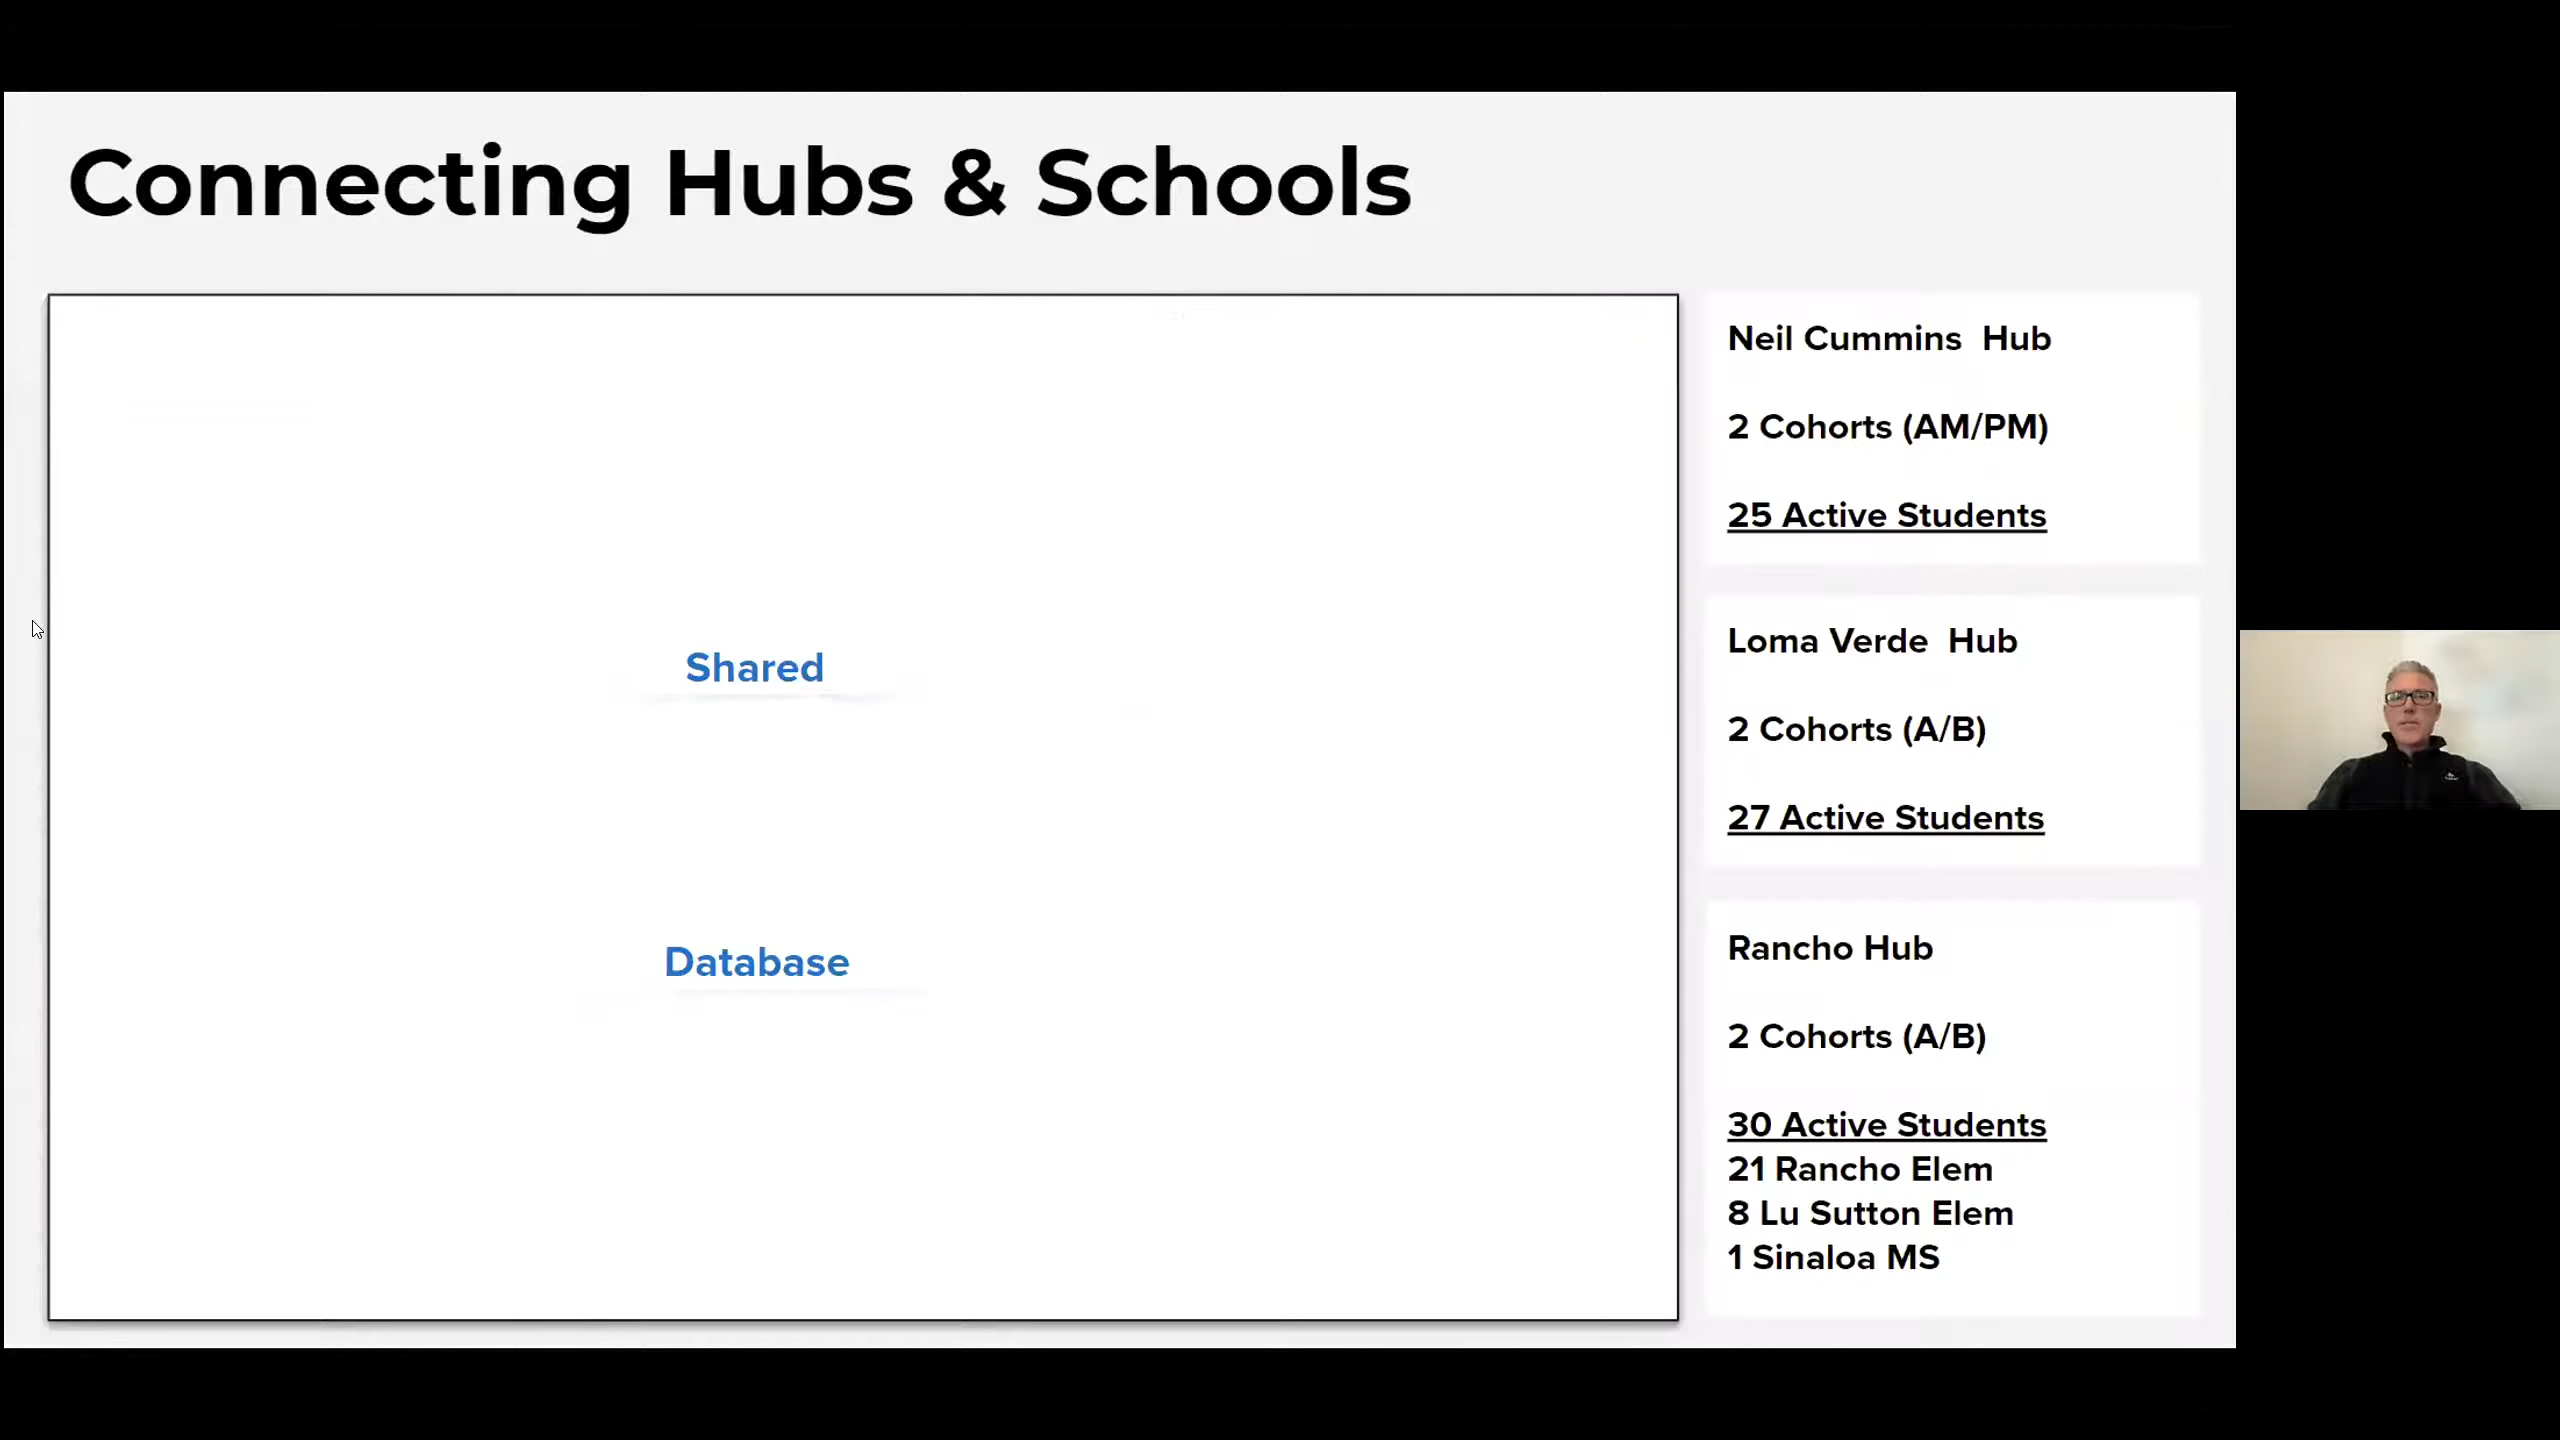 Connecting Hubs & Schools
Shared
Database
Neil Cummins  Hub
2 Cohorts (AM/PM)
25 Active Students
Loma Verde  Hub
2 Cohorts (A/B)
27 Active Students
Rancho Hub
2 Cohorts (A/B)
30 Active Students
21 Rancho Elem
8 Lu Sutton Elem
1 Sinaloa MS